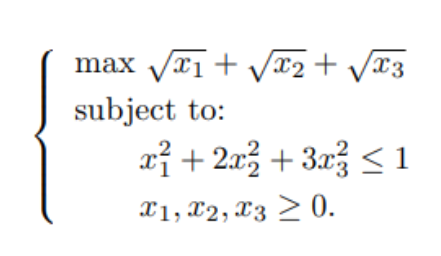 max √x₁ + √x₂ + √x₃
subject to:
x₁² + 2x₂² + 3x₃² ≤ 1
x₁, x₂, x₃ ≥ 0.